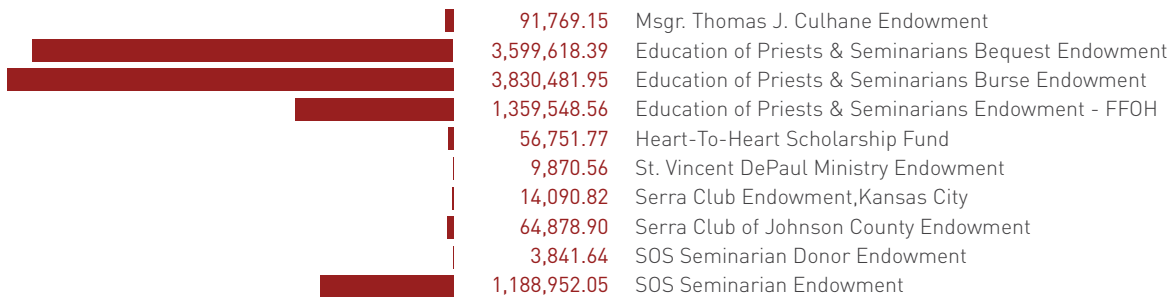 91,769.15 Msgr. Thomas J. Culhane Endowment
3,599,618.39 Education of Priests & Seminarians Bequest Endowment
3,830,481.95 Education of Priests & Seminarians Burse Endowment
1,359,548.56 Education of Priests & Seminarians Endowment - FFOH
56,751.77 Heart-To-Heart Scholarship Fund
9,870.56 St. Vincent DePaul Ministry Endowment
14,090.82 Serra Club Endowment,Kansas City
64,878.90 Serra Club of Johnson County Endowment
3,841.64 SOS Seminarian Donor Endowment
1,188,952.05 SOS Seminarian Endowment